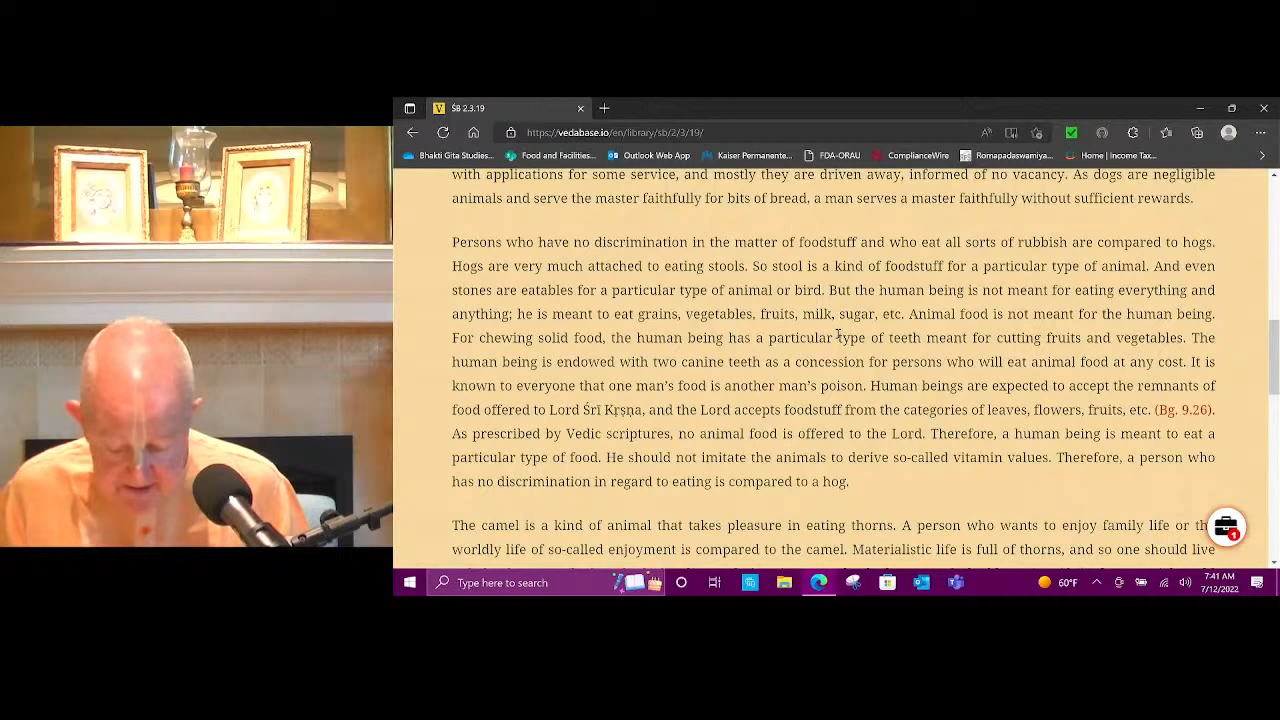 ŚB 2.3.19
https://vedabase.io/en/library/sb/2/3/19/
Bhakti Gita Studies... Food and Facilities... Outlook Web App Kaiser Permanente... FDA-ORAU ComplianceWire Romapadaswamiya... Home | Income Tax...
with applications for some service, and mostly they are driven away, informed of no vacancy. As dogs are negligible
animals and serve the master faithfully for bits of bread, a man serves a master faithfully without sufficient rewards.
Persons who have no discrimination in the matter of foodstuff and who eat all sorts of rubbish are compared to hogs.
Hogs are very much attached to eating stools. So stool is a kind of foodstuff for a particular type of animal. And even
stones are eatables for a particular type of animal or bird. But the human being is not meant for eating everything and
anything; he is meant to eat grains, vegetables, fruits, milk, sugar, etc. Animal food is not meant for the human being.
For chewing solid food, the human being has a particular type of teeth meant for cutting fruits and vegetables. The
human being is endowed with two canine teeth as a concession for persons who will eat animal food at any cost. It is
known to everyone that one man's food is another man's poison. Human beings are expected to accept the remnants of
food offered to Lord Śrī Kṛṣṇa, and the Lord accepts foodstuff from the categories of leaves, flowers, fruits, etc. (Bg. 9.26).
As prescribed by Vedic scriptures, no animal food is offered to the Lord. Therefore, a human being is meant to eat a
particular type of food. He should not imitate the animals to derive so-called vitamin values. Therefore, a person who
has no discrimination in regard to eating is compared to a hog.
The camel is a kind of animal that takes pleasure in eating thorns. A person who wants to enjoy family life or th
worldly life of so-called enjoyment is compared to the camel. Materialistic life is full of thorns, and so one should live
1
Type here to search
60°F
7:41 AM
7/12/2022